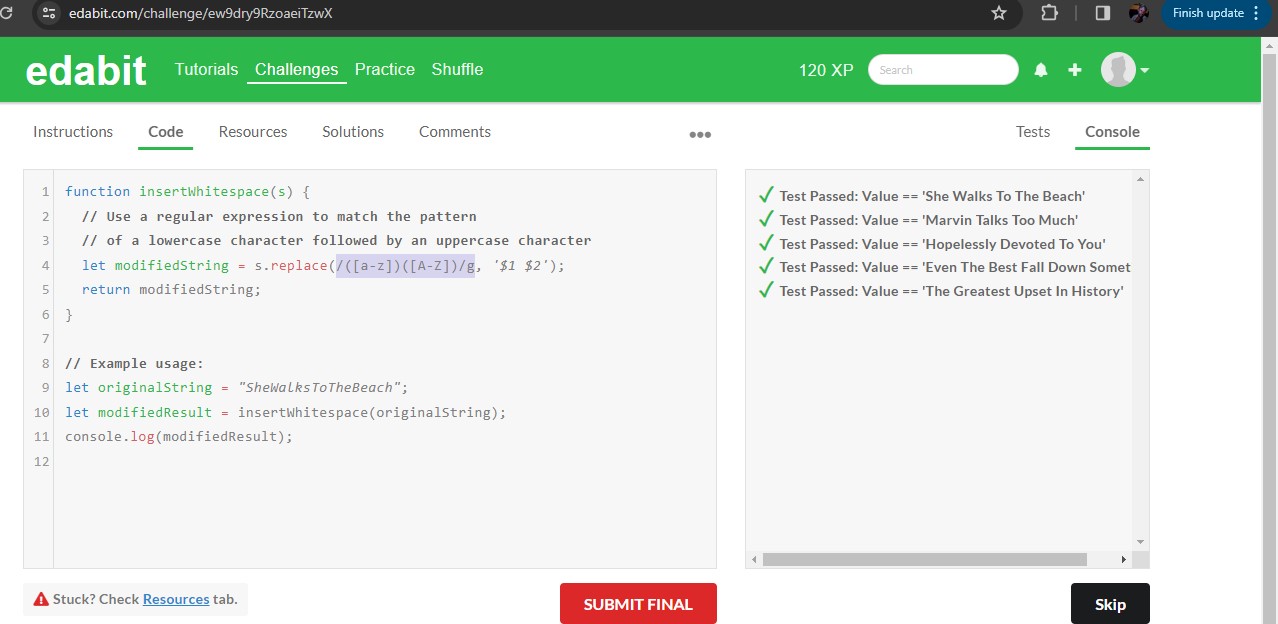 edabit.com/challenge/ew9dry9RzoaeiTzwX
Finish update
edabit Tutorials Challenges Practice Shuffle 120 XP Search
Instructions Code Resources Solutions Comments ••• Tests Console
1 function insertWhitespace(s) {
2 // Use a regular expression to match the pattern
3 // of a lowercase character followed by an uppercase character
4 let modifiedString = s.replace(/([a-z])([A-Z])/g, '$1 $2');
5 return modifiedString;
6 }
7
8 // Example usage:
9 let originalString = "SheWalksToTheBeach";
10 let modifiedResult = insertWhitespace(originalString);
11 console.log(modifiedResult);
12
Test Passed: Value == 'She Walks To The Beach'
Test Passed: Value == 'Marvin Talks Too Much'
Test Passed: Value == 'Hopelessly Devoted To You'
Test Passed: Value == 'Even The Best Fall Down Somet
Test Passed: Value == 'The Greatest Upset In History'
Stuck? Check Resources tab.
SUBMIT FINAL
Skip